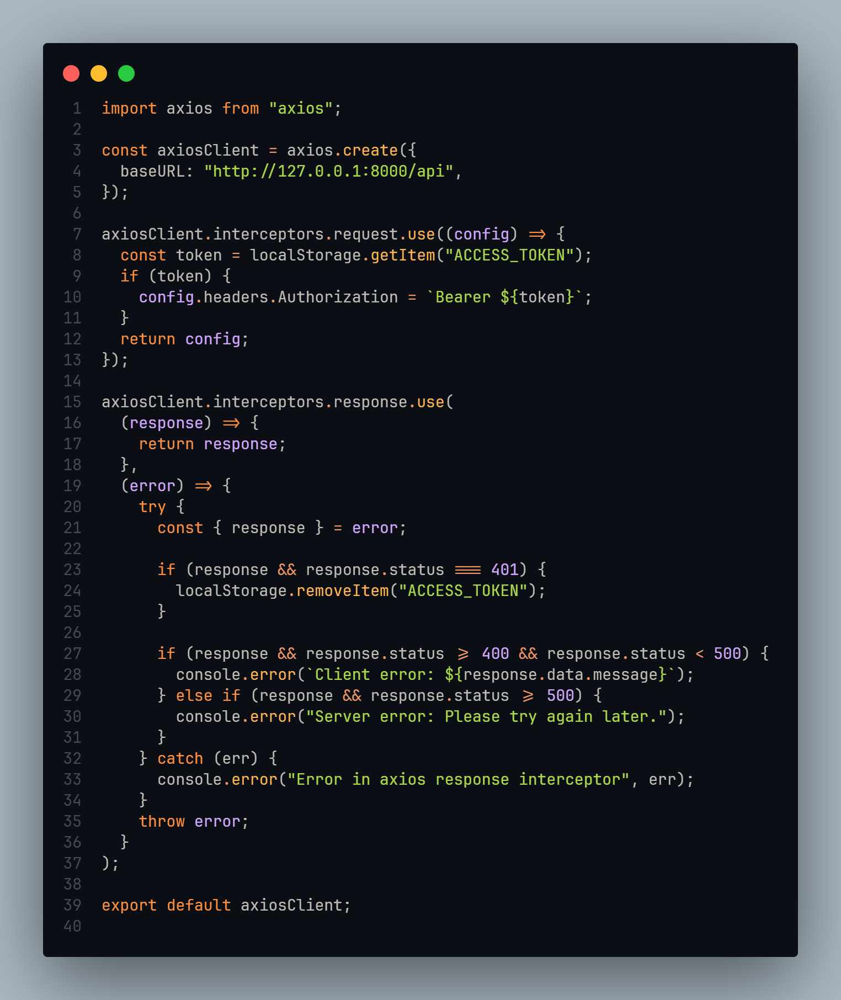 1 import axios from "axios";
2
3 const axiosClient = axios.create({
4   baseURL: "http://127.0.0.1:8000/api",
5 });
6
7 axiosClient.interceptors.request.use((config) => {
8   const token = localStorage.getItem("ACCESS_TOKEN");
9   if (token) {
10     config.headers.Authorization = `Bearer ${token}`;
11   }
12   return config;
13 });
14
15 axiosClient.interceptors.response.use(
16   (response) => {
17     return response;
18   },
19   (error) => {
20     try {
21       const { response } = error;
22
23       if (response && response.status === 401) {
24         localStorage.removeItem("ACCESS_TOKEN");
25       }
26
27       if (response && response.status >= 400 && response.status < 500) {
28         console.error(`Client error: ${response.data.message}`);
29       } else if (response && response.status >= 500) {
30         console.error("Server error: Please try again later.");
31       }
32     } catch (err) {
33       console.error("Error in axios response interceptor", err);
34     }
35     throw error;
36   }
37 );
38
39 export default axiosClient;
40